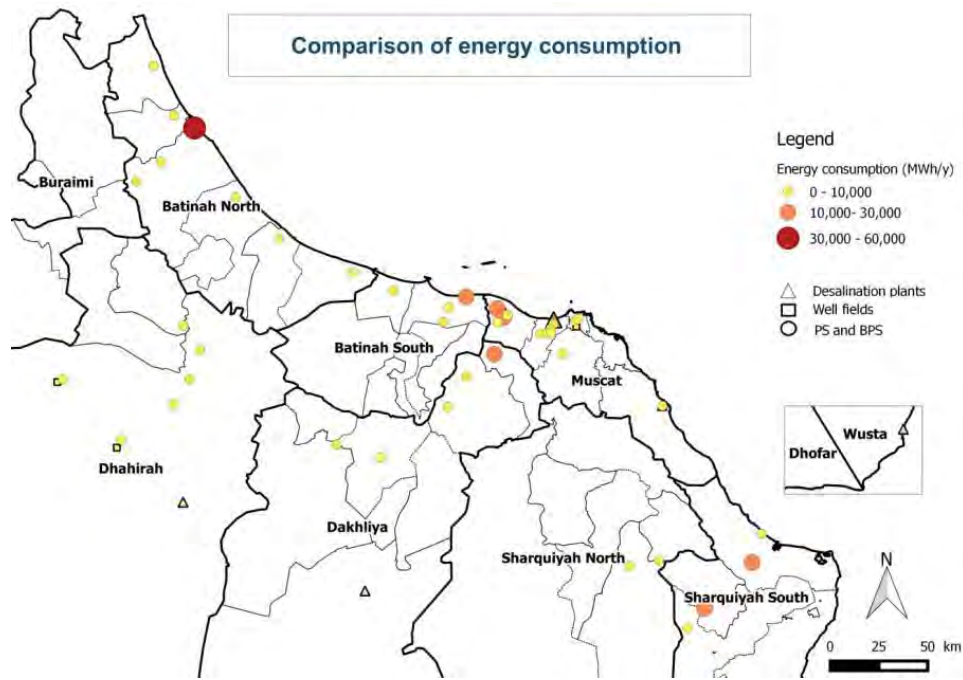 Comparison of energy consumption
Legend
Energy consumption (MWh/y)
0 - 10,000
10,000- 30,000
30,000 - 60,000
Desalination plants
Well fields
PS and BPS
Buraimi
Batinah North
Batinah South
Muscat
Dhahirah
Dakhliya
Sharquiyah North
Sharquiyah South
Wusta
Dhofar
N
0 25 50 km